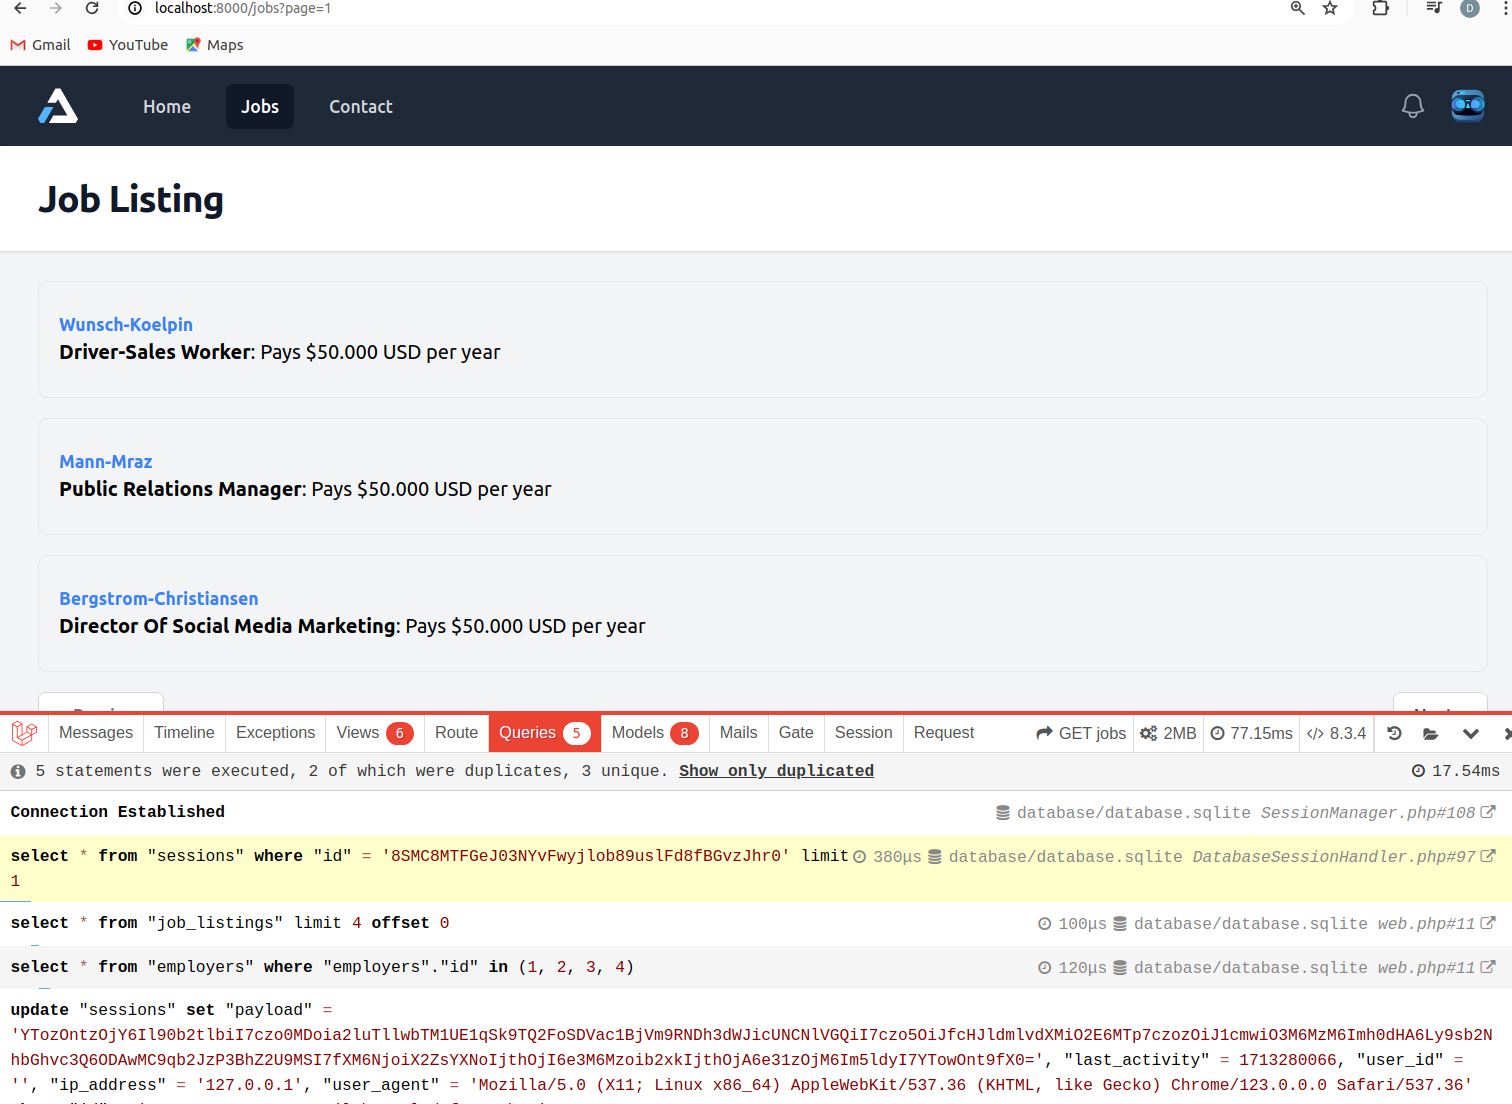 localhost:8000/jobs?page=1
D
Gmail YouTube Maps
Home Jobs Contact
Job Listing
Wunsch-Koelpin
Driver-Sales Worker: Pays $50.000 USD per year
Mann-Mraz
Public Relations Manager: Pays $50.000 USD per year
Bergstrom-Christiansen
Director Of Social Media Marketing: Pays $50.000 USD per year
Messages Timeline Exceptions Views 6 Route Queries 5 Models 8 Mails Gate Session Request GET jobs 2MB 77.15ms 8.3.4
5 statements were executed, 2 of which were duplicates, 3 unique. Show only duplicated 17.54ms
Connection Established database/database.sqlite SessionManager.php#108
select * from "sessions" where "id" = '8SMC8MTFGeJ03NYvFwyjlob89uslFd8fBGvzJhr0' limit 380μs database/database.sqlite DatabaseSessionHandler.php#97
1
select * from "job_listings" limit 4 offset 0 100μs database/database.sqlite web.php#11
select * from "employers" where "employers"."id" in (1, 2, 3, 4) 120μs database/database.sqlite web.php#11
update "sessions" set "payload" =
'YTozOntzOjY6Il90b2tlbiI7czo0MDoia2luTllwbTM1UE1qSk9TQ2FoSDVac1BjVm9RNDh3dWJicUNCNlVGQiI7czo5OiJfcHJldmlvdXMiO2E6MTp7czozOiJ1cmwiO3M6MzM6Imh0dHA6Ly9sb2N
hbGhvc3Q6ODAwMC9qb2JzP3BhZ2U9MSI7fXM6NjoiX2ZsYXNoIjthOjI6e3M6Mzoib2xkIjthOjA6e31zOjM6Im5ldyI7YTowOnt9fX0=', "last_activity" = 1713280066, "user_id" =
'', "ip_address" = '127.0.0.1', "user_agent" = 'Mozilla/5.0 (X11; Linux x86_64) AppleWebKit/537.36 (KHTML, like Gecko) Chrome/123.0.0.0 Safari/537.36'